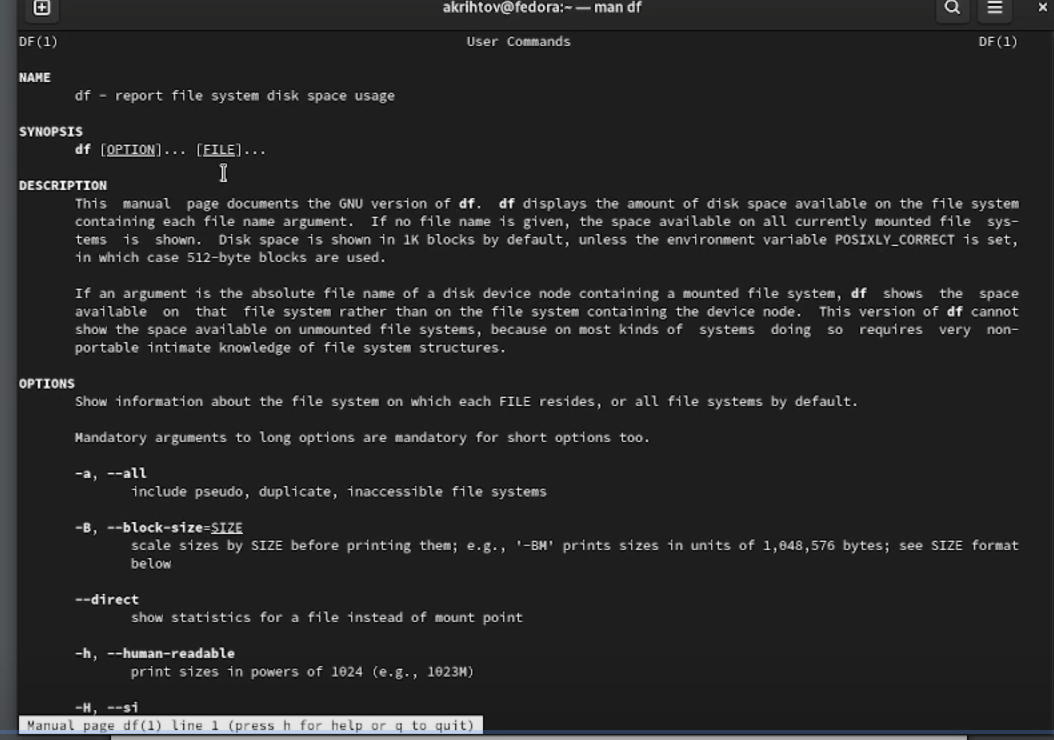 akrihtov@fedora:~ — man df
DF(1) User Commands DF(1)
NAME
df - report file system disk space usage
SYNOPSIS
df [OPTION]... [FILE]...
DESCRIPTION
This manual page documents the GNU version of df. df displays the amount of disk space available on the file system
containing each file name argument. If no file name is given, the space available on all currently mounted file sys-
tems is shown. Disk space is shown in 1K blocks by default, unless the environment variable POSIXLY_CORRECT is set,
in which case 512-byte blocks are used.
If an argument is the absolute file name of a disk device node containing a mounted file system, df shows the space
available on that file system rather than on the file system containing the device node. This version of df cannot
show the space available on unmounted file systems, because on most kinds of systems doing so requires very non-
portable intimate knowledge of file system structures.
OPTIONS
Show information about the file system on which each FILE resides, or all file systems by default.
Mandatory arguments to long options are mandatory for short options too.
-a, --all
include pseudo, duplicate, inaccessible file systems
-B, --block-size=SIZE
scale sizes by SIZE before printing them; e.g., '-BM' prints sizes in units of 1,048,576 bytes; see SIZE format
below
--direct
show statistics for a file instead of mount point
-h, --human-readable
print sizes in powers of 1024 (e.g., 1023M)
-H, --si
Manual page df(1) line 1 (press h for help or q to quit)